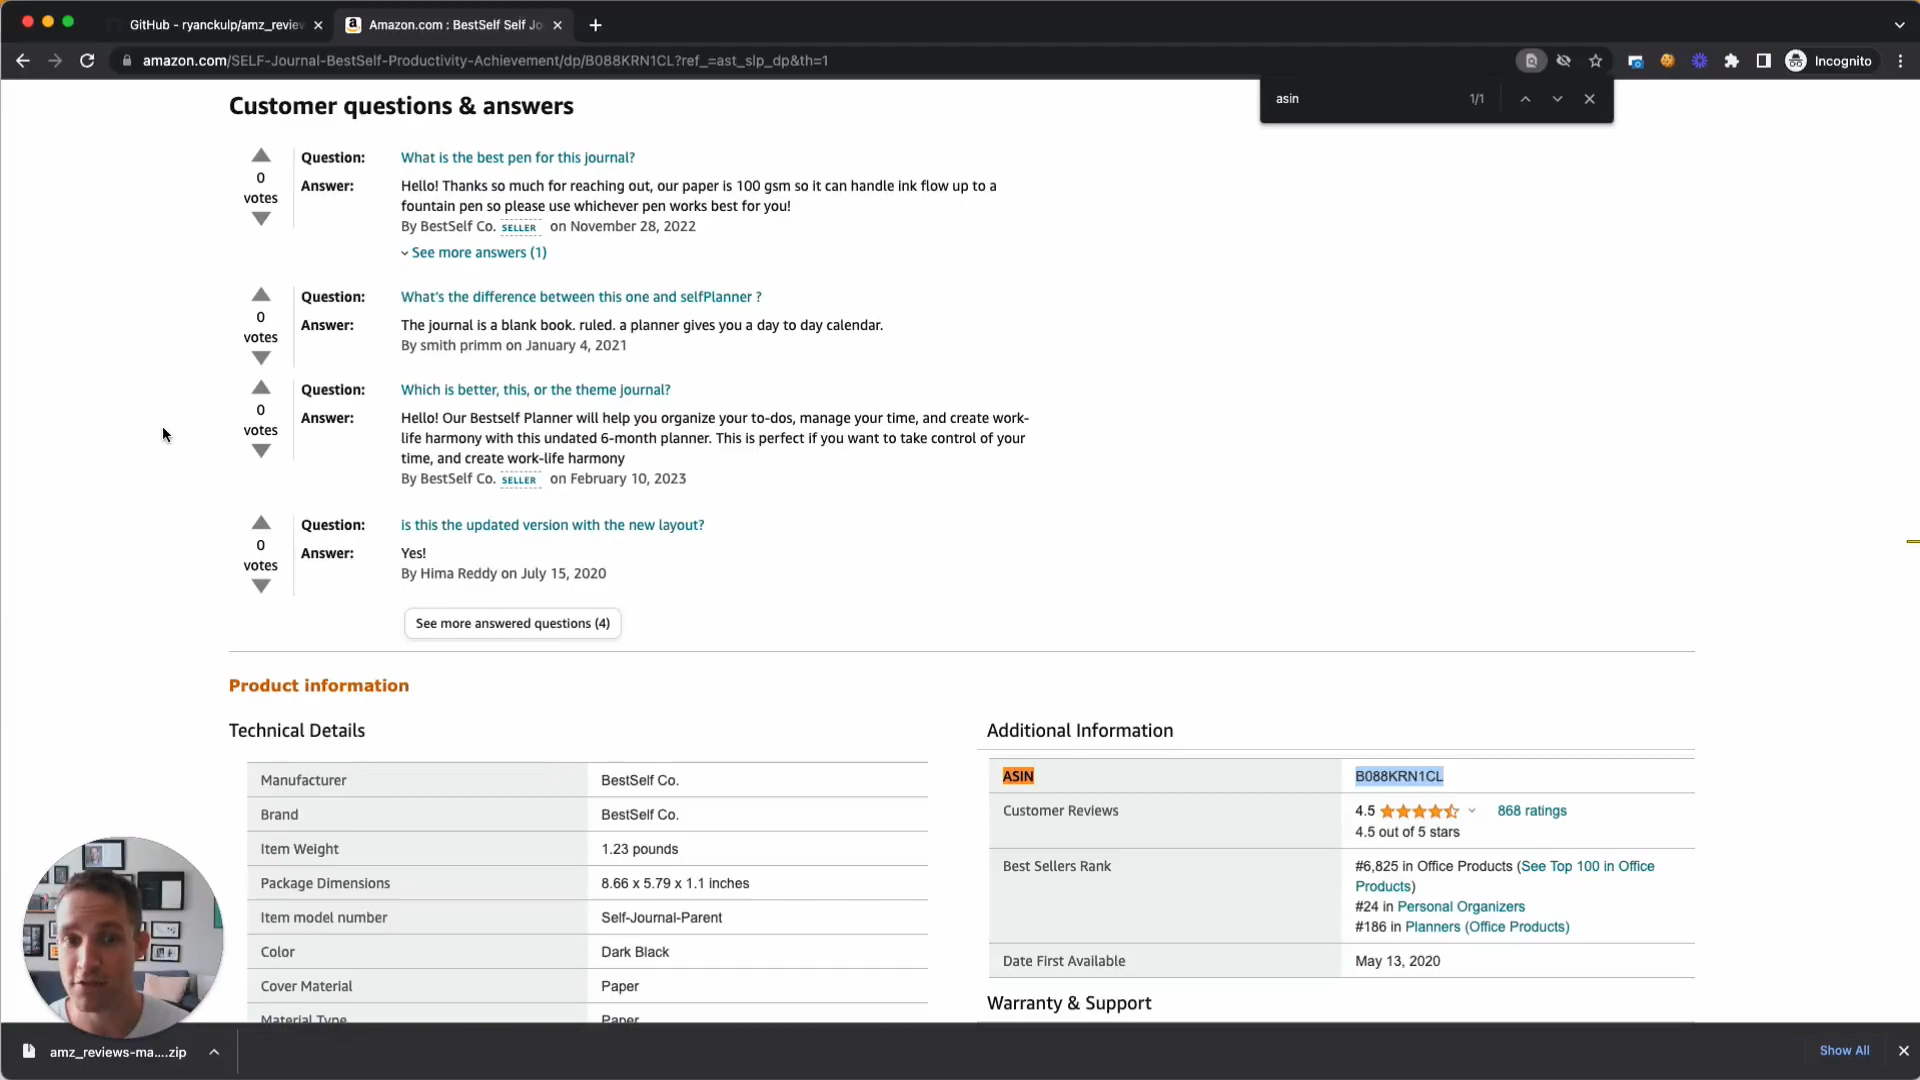 GitHub - ryanckulp/amz_revie
Amazon.com : BestSelf Self Jo
amazon.com/SELF-Journal-BestSelf-Productivity-Achievement/dp/B088KRN1CL?ref_=ast_slp_dp&th=1
Incognito
asin
1/1
Customer questions & answers
0
votes
Question: What is the best pen for this journal?
Answer: Hello! Thanks so much for reaching out, our paper is 100 gsm so it can handle ink flow up to a
fountain pen so please use whichever pen works best for you!
By BestSelf Co. SELLER on November 28, 2022
See more answers (1)
0
votes
Question: What's the difference between this one and selfPlanner ?
Answer: The journal is a blank book. ruled. a planner gives you a day to day calendar.
By smith primm on January 4, 2021
0
votes
Question: Which is better, this, or the theme journal?
Answer: Hello! Our Bestself Planner will help you organize your to-dos, manage your time, and create work-
life harmony with this undated 6-month planner. This is perfect if you want to take control of your
time, and create work-life harmony
By BestSelf Co. SELLER on February 10, 2023
0
votes
Question: is this the updated version with the new layout?
Answer: Yes!
By Hima Reddy on July 15, 2020
See more answered questions (4)
Product information
Technical Details
Manufacturer BestSelf Co.
Brand BestSelf Co.
Item Weight 1.23 pounds
Package Dimensions 8.66 x 5.79 x 1.1 inches
Item model number Self-Journal-Parent
Color Dark Black
Cover Material Paper
Material Type Paper
Additional Information
ASIN B088KRN1CL
Customer Reviews 4.5 868 ratings
4.5 out of 5 stars
Best Sellers Rank #6,825 in Office Products (See Top 100 in Office
Products)
#24 in Personal Organizers
#186 in Planners (Office Products)
Date First Available May 13, 2020
Warranty & Support
amz_reviews-ma....zip
Show All